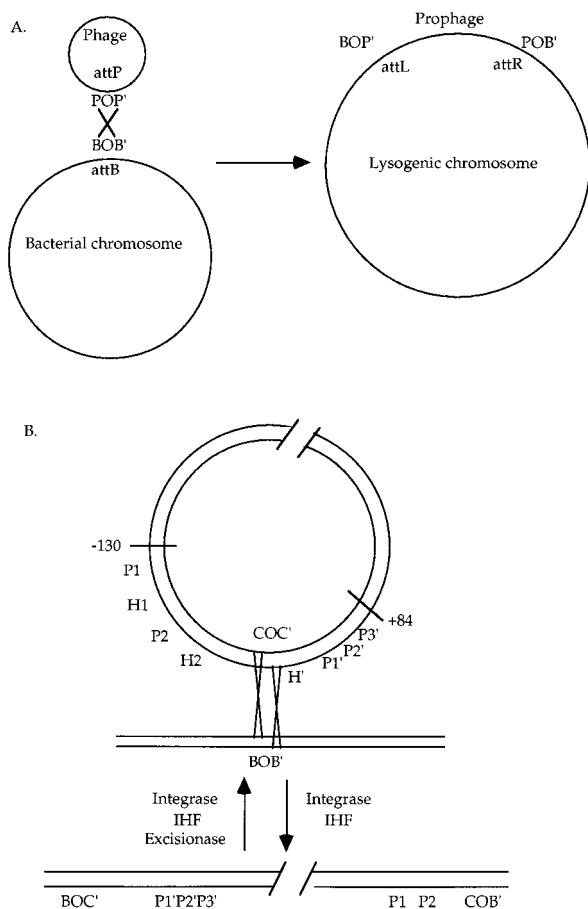 A.
Phage
attP
POP'
BOB'
attB
Bacterial chromosome
Prophage
BOP' POB'
attL attR
Lysogenic chromosome
B.
-130
P1
H1
P2
H2
COC'
H'
P1'
P2'
P3'
+84
BOB'
Integrase
IHF
Excisionase
Integrase
IHF
BOC' P1'P2'P3' P1 P2 COB'